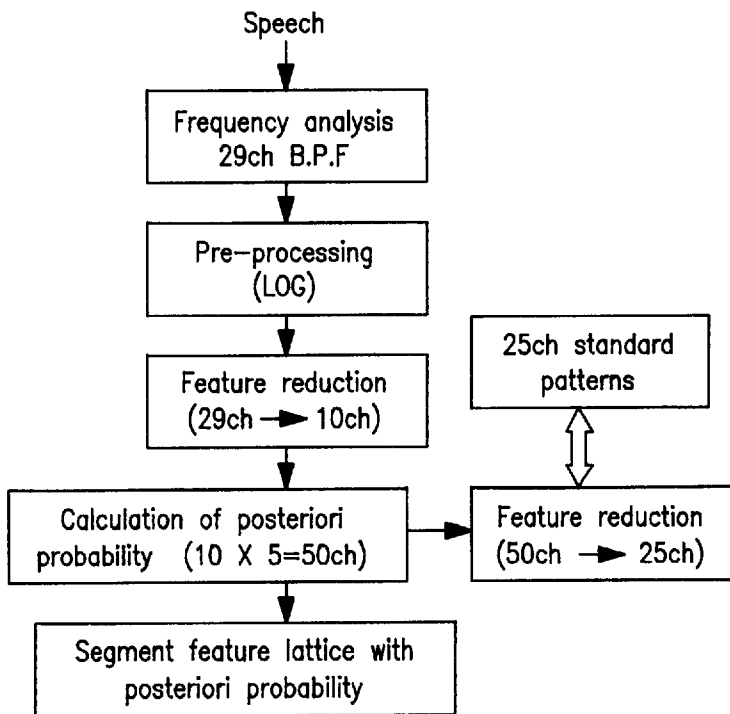 Speech
Frequency analysis
29ch B.P.F
Pre-processing
(LOG)
Feature reduction
(29ch → 10ch)
25ch standard
patterns
Calculation of posteriori
probability (10 X 5=50ch)
Feature reduction
(50ch → 25ch)
Segment feature lattice with
posteriori probability